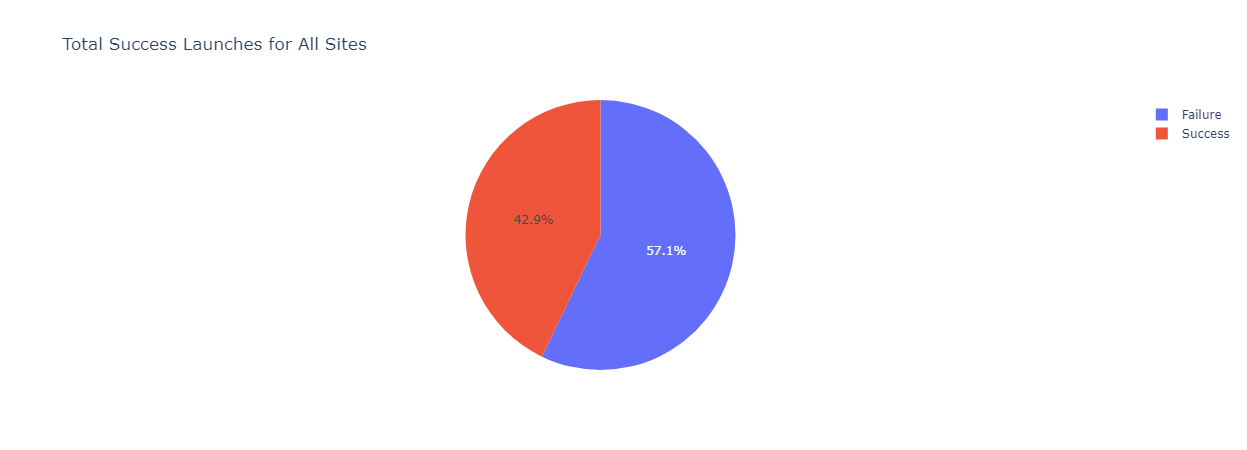 Total Success Launches for All Sites
Failure
Success
42.9%
57.1%